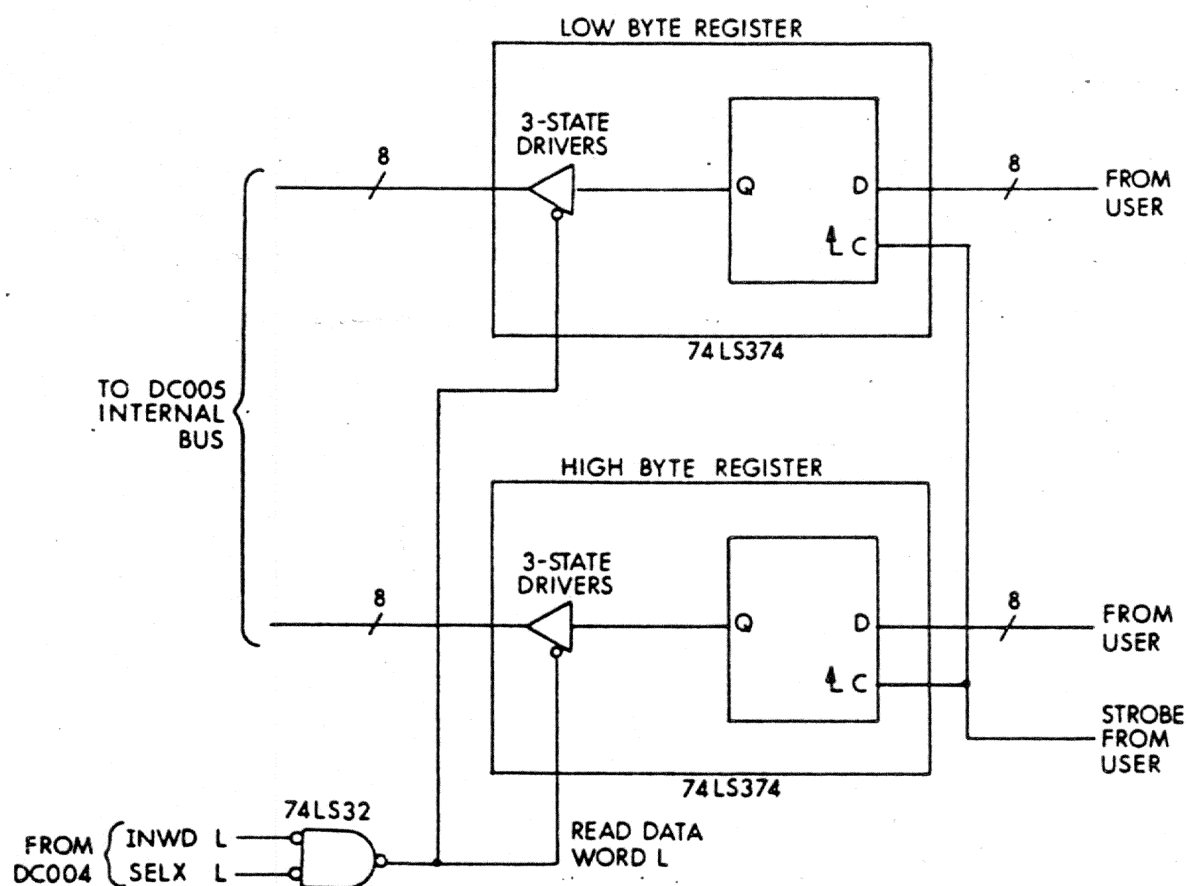 LOW BYTE REGISTER
3-STATE
DRIVERS
8
Q
D
8
FROM
USER
C
74LS374
TO DC005
INTERNAL
BUS
HIGH BYTE REGISTER
3-STATE
DRIVERS
8
Q
D
8
FROM
USER
C
STROBE
FROM
USER
74LS374
74LS32
FROM
DC004
INWD L
SELX L
READ DATA
WORD L